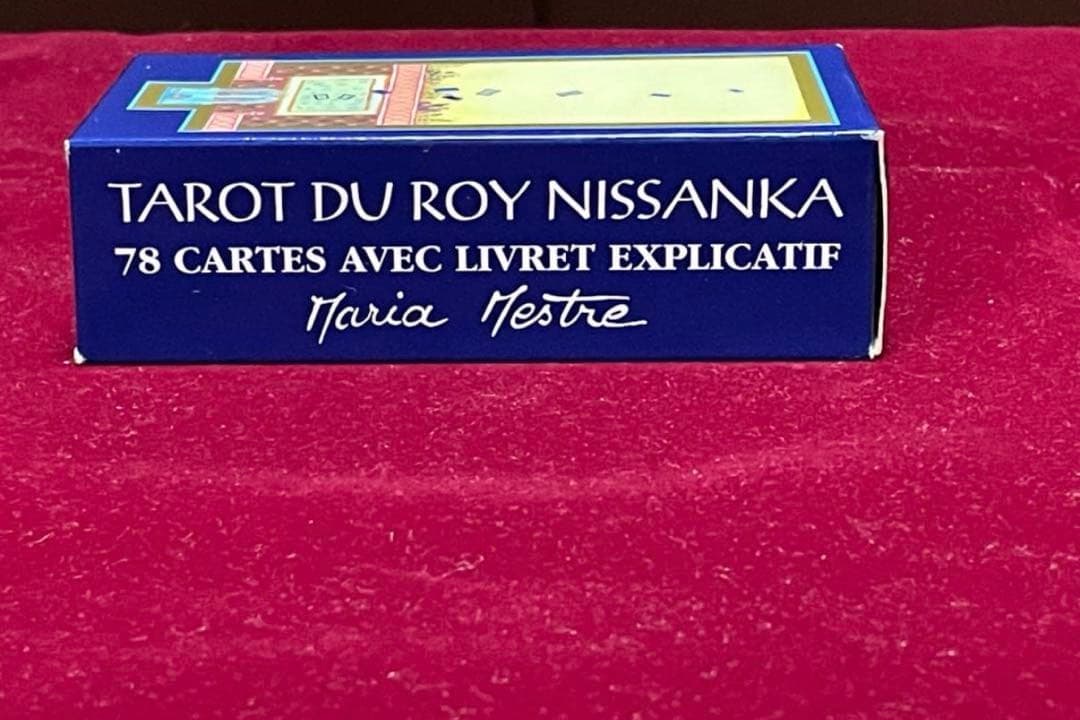 TAROT DU ROY NISSANKA
78 CARTES AVEC LIVRET EXPLICATIF
Maria Mestre